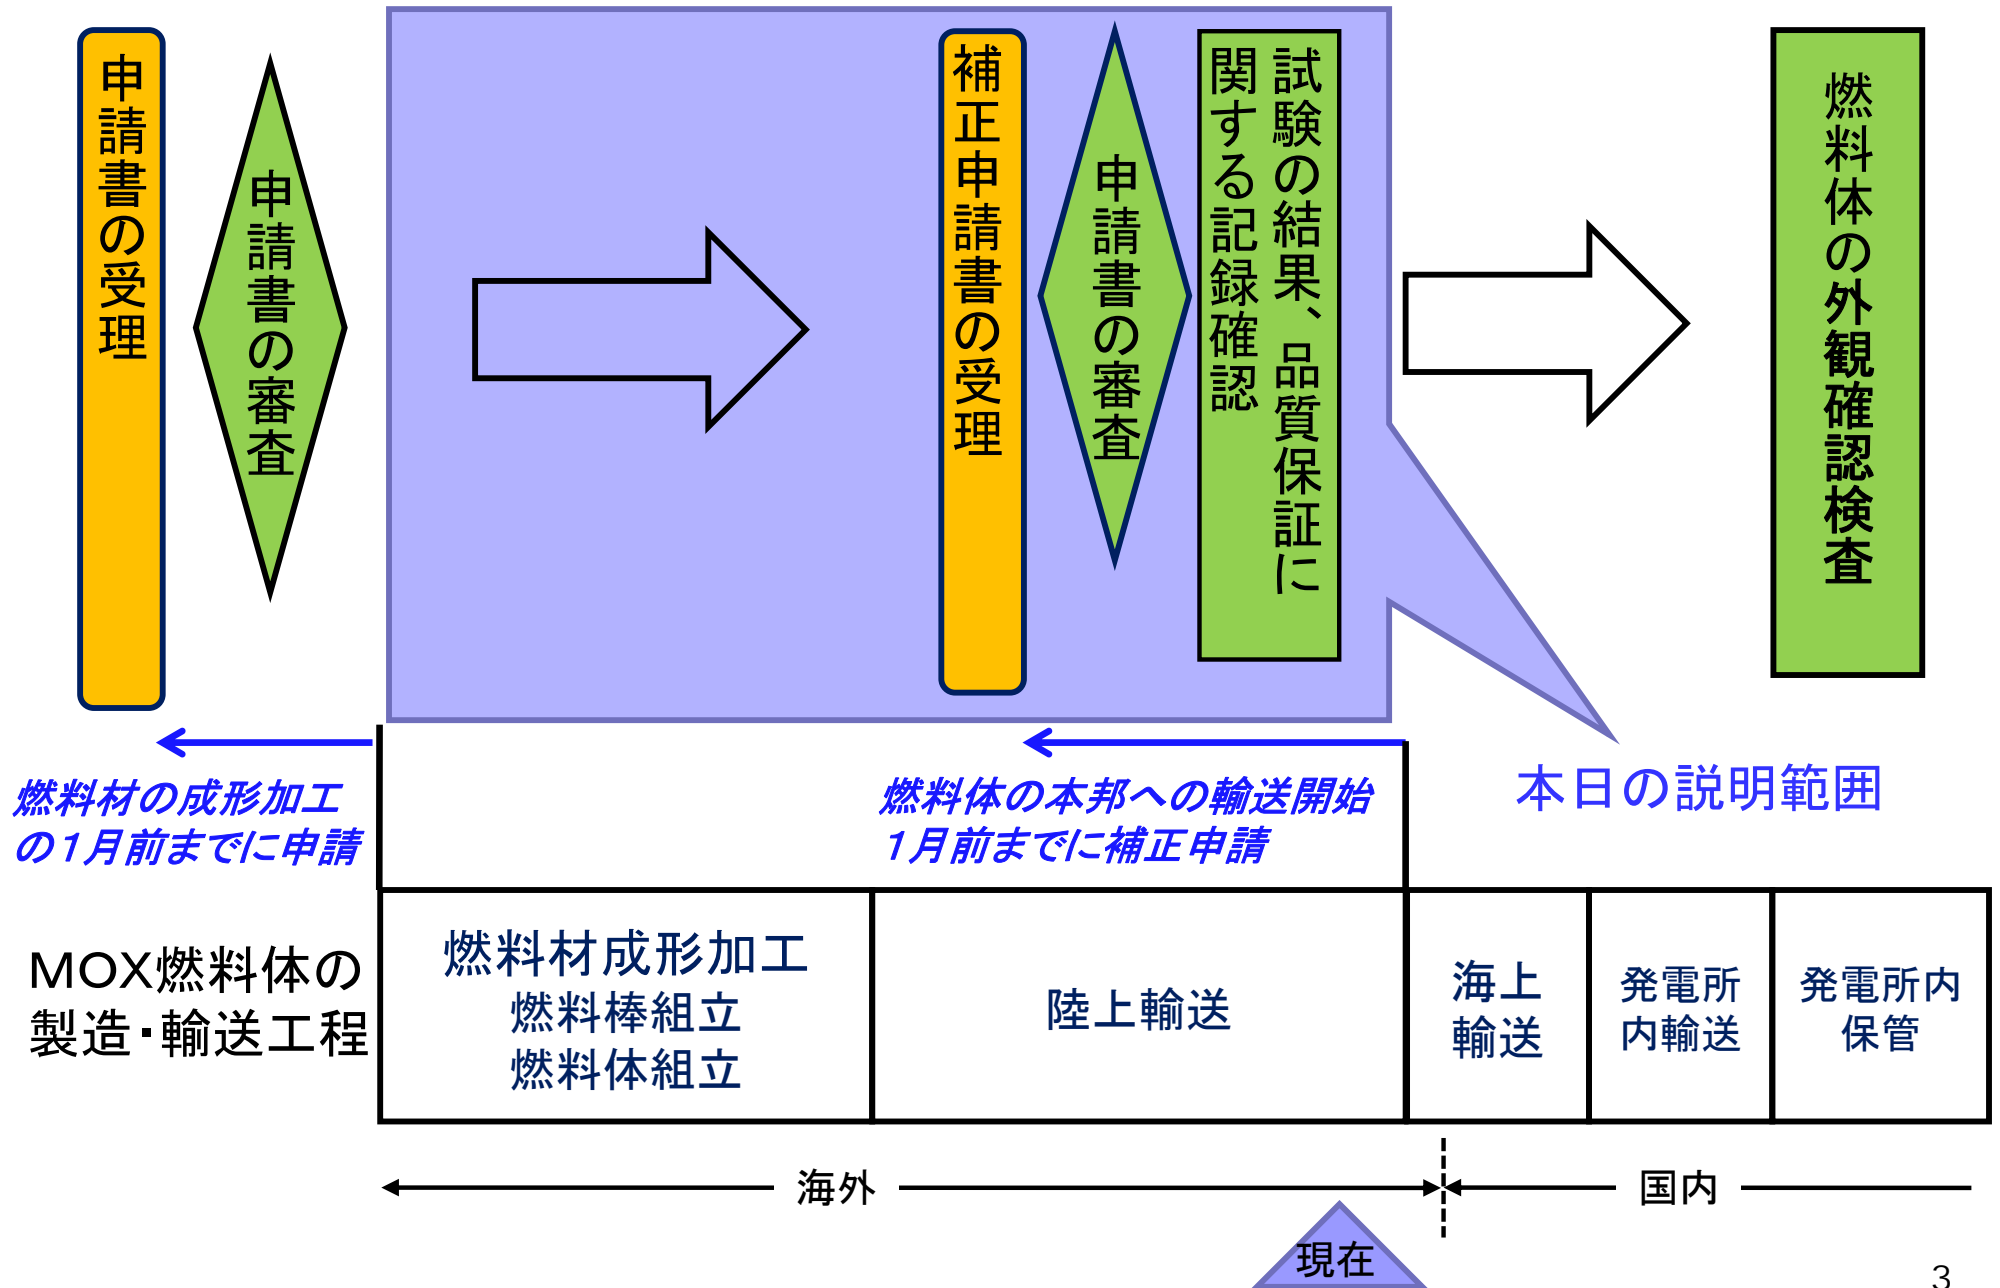 申請書の受理
申請書の審査
補正申請書の受理
申請書の審査
試験の結果、品質保証に
関する記録確認
燃料体の外観確認検査
燃料材の成形加工
の1月前までに申請
燃料体の本邦への輸送開始
1月前までに補正申請
本日の説明範囲
MOX燃料体の
製造・輸送工程
燃料材成形加工
燃料棒組立
燃料体組立
陸上輸送
海上
輸送
発電所
内輸送
発電所内
保管
海外
国内
現在
3